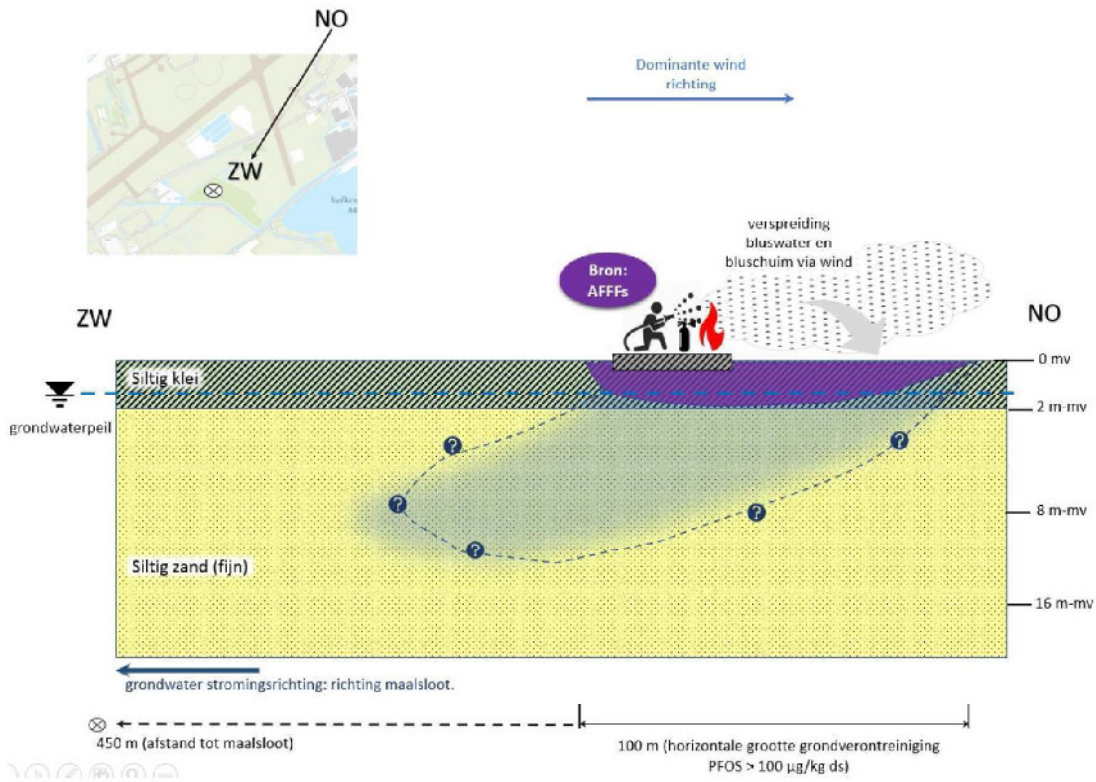 NO
ZW
Dominante wind
richting
verspreiding
bluswater en
bluschuim via wind
Bron:
AFFFs
ZW
NO
0 mv
Siltig klei
grondwaterpeil
2 m-mv
?
?
?
?
?
8 m-mv
Siltig zand (fijn)
16 m-mv
grondwater stromingsrichting: richting maalsloot.
450 m (afstand tot maalsloot)
100 m (horizontale grootte grondverontreiniging
PFOS > 100 µg/kg ds)